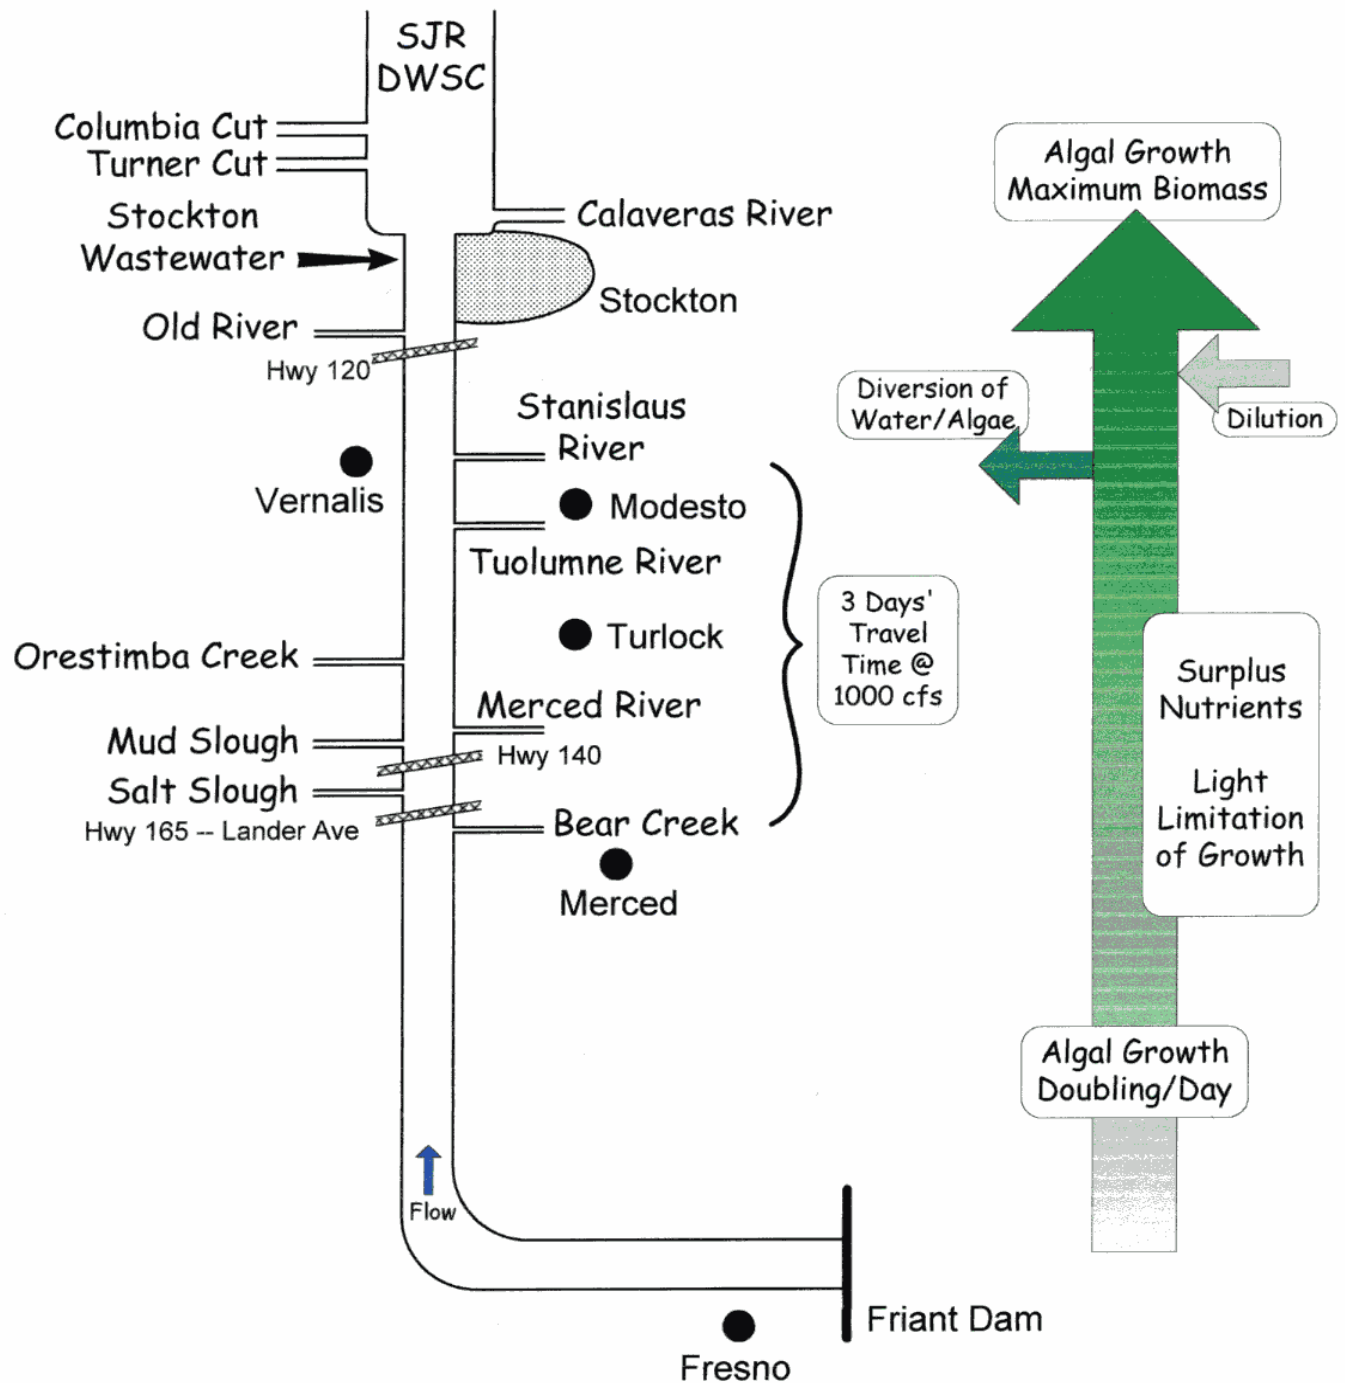 SJR
DWSC
Columbia Cut
Turner Cut
Stockton
Wastewater
Calaveras River
Stockton
Old River
Hwy 120
Stanislaus
River
Vernalis
Modesto
Tuolumne River
Turlock
Orestimba Creek
Merced River
Mud Slough
Hwy 140
Salt Slough
Hwy 165 -- Lander Ave
Bear Creek
Merced
3 Days'
Travel
Time @
1000 cfs
Flow
Friant Dam
Fresno
Algal Growth
Maximum Biomass
Diversion of
Water/Algae
Dilution
Surplus
Nutrients
Light
Limitation
of Growth
Algal Growth
Doubling/Day